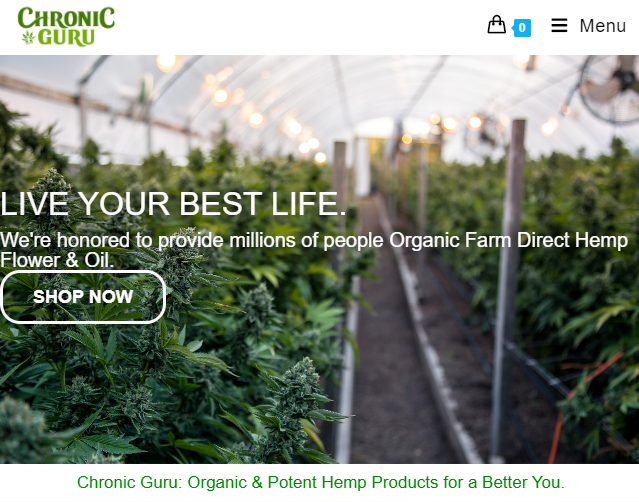 CHRONIC
GURU
0
Menu
LIVE YOUR BEST LIFE.
We're honored to provide millions of people Organic Farm Direct Hemp
Flower & Oil.
SHOP NOW
Chronic Guru: Organic & Potent Hemp Products for a Better You.